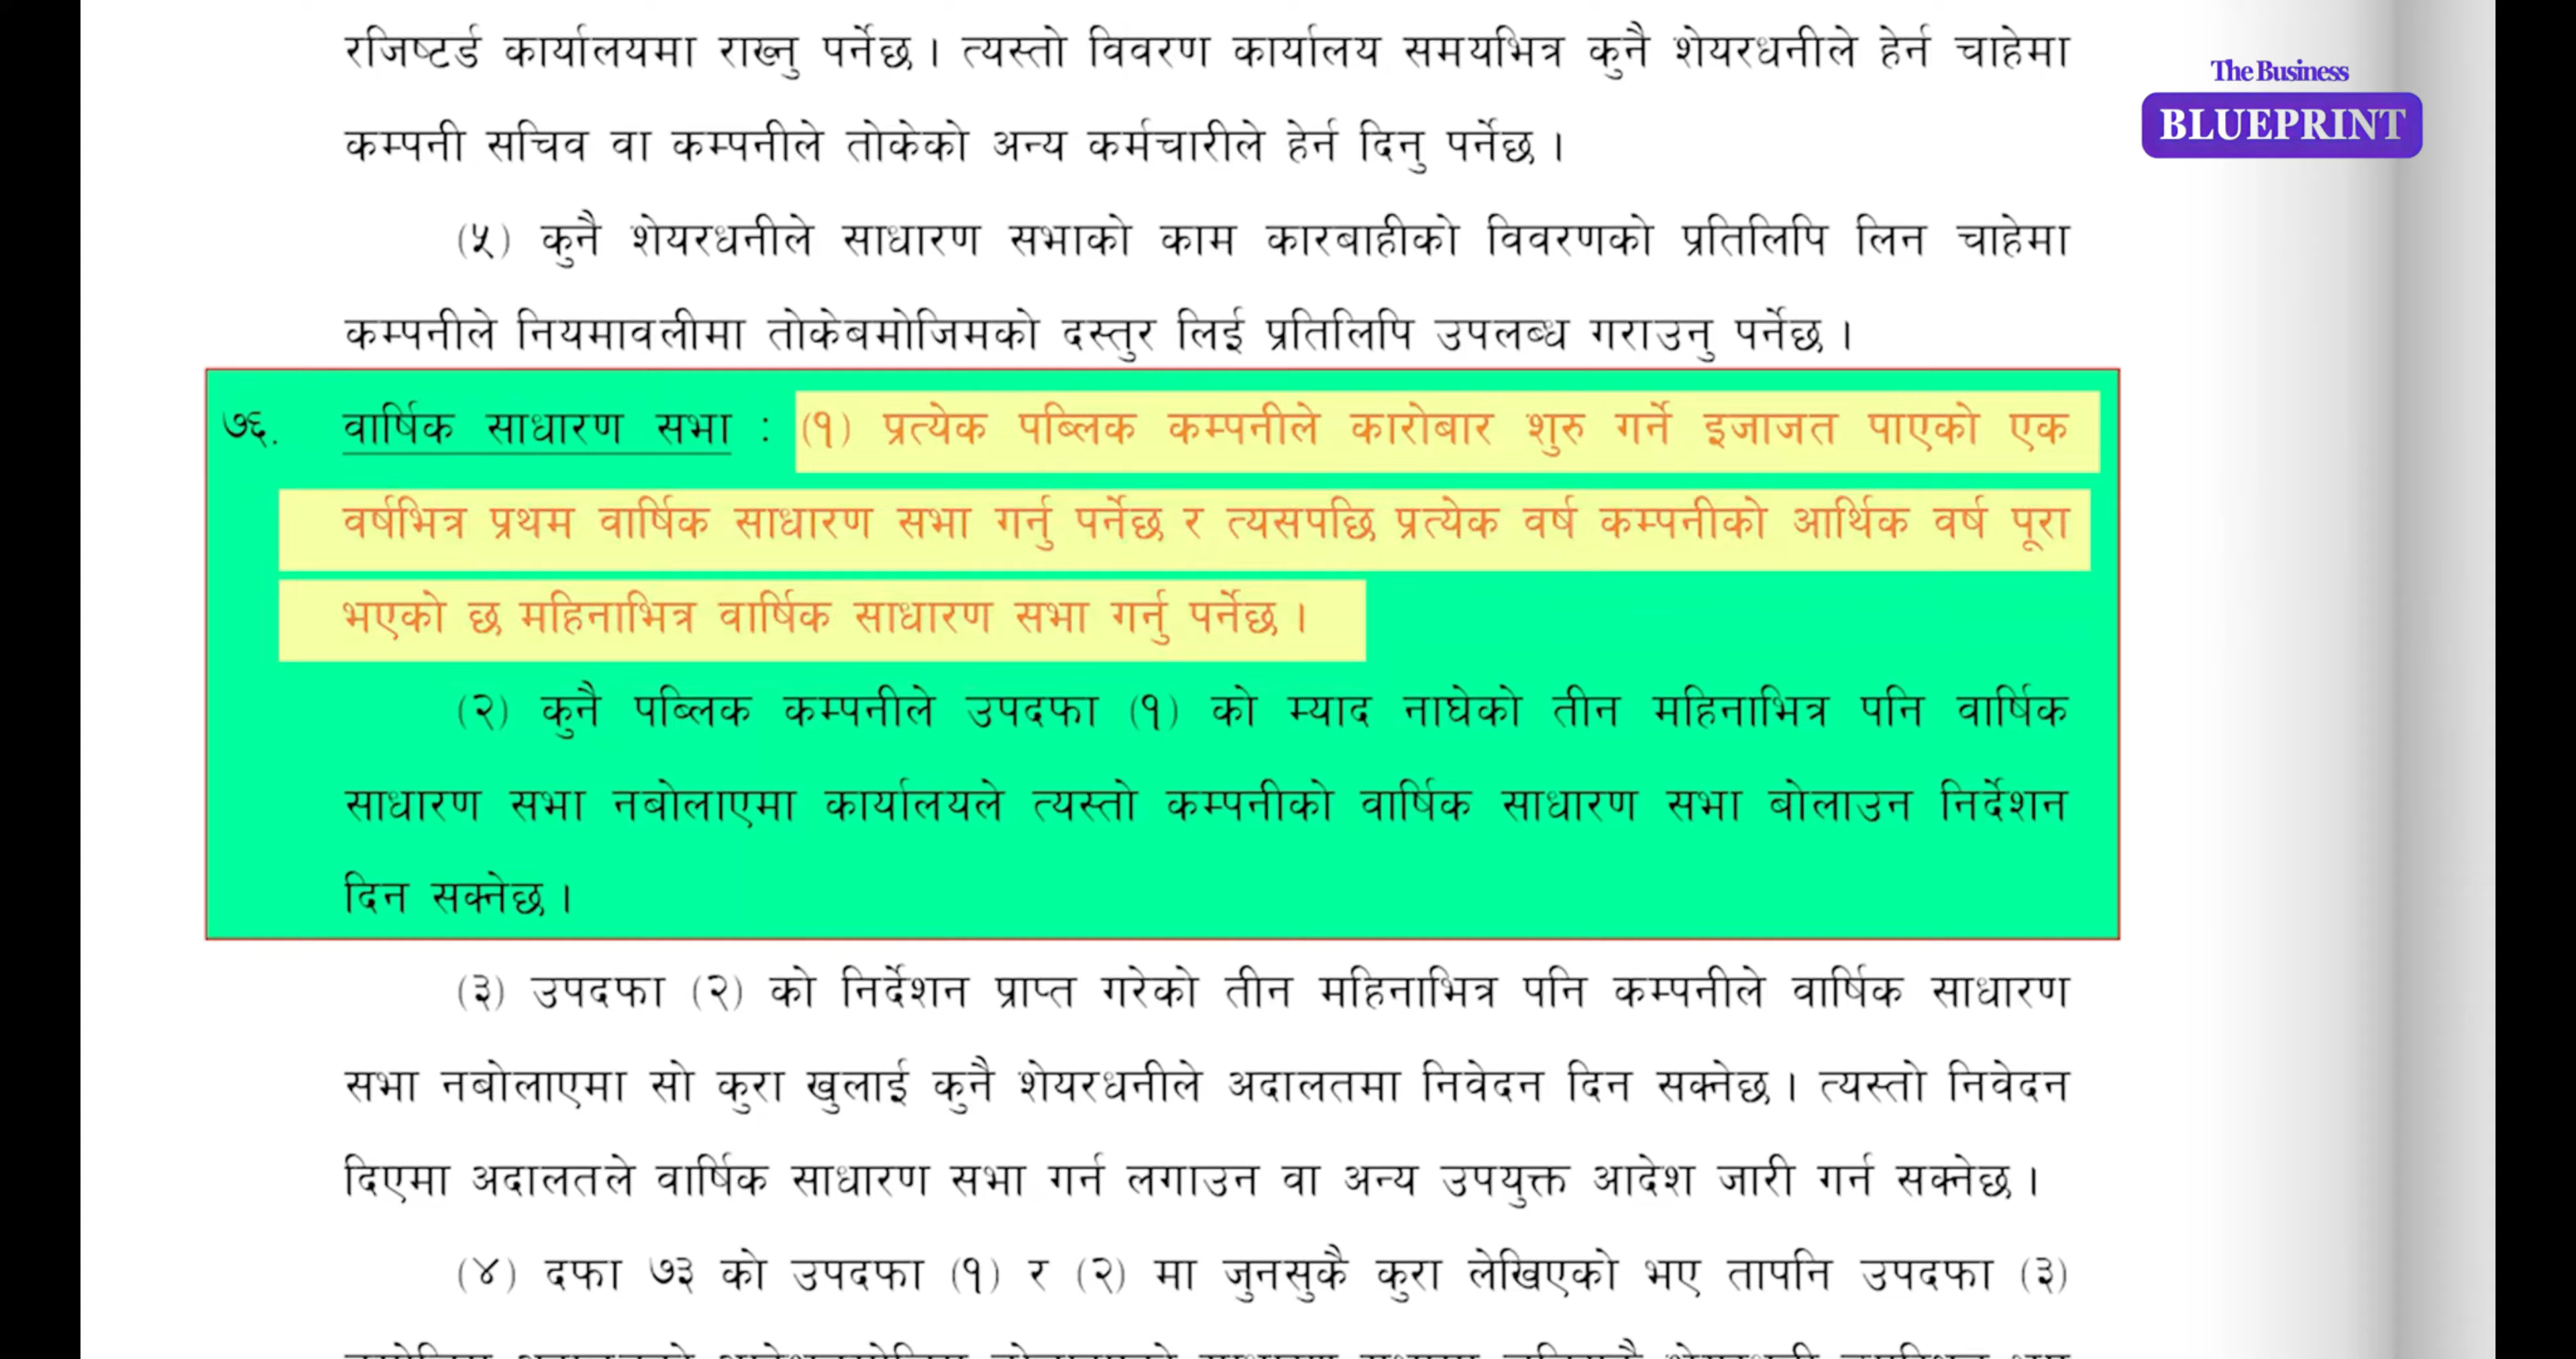 रजिष्टर्ड कार्यालयमा राख्नु पर्नेछ । त्यस्तो विवरण कार्यालय समयभित्र कुनै शेयरधनीले हेर्न चाहेमा
The Business
BLUEPRINT
कम्पनी सचिव वा कम्पनीले तोकेको अन्य कर्मचारीले हेर्न दिनु पर्नेछ ।
(५) कुनै शेयरधनीले साधारण सभाको काम कारबाहीको विवरणको प्रतिलिपि लिन चाहेमा
कम्पनीले नियमावलीमा तोकेबमोजिमको दस्तुर लिई प्रतिलिपि उपलब्ध गराउनु पर्नेछ ।
७६. वार्षिक साधारण सभा : (१) प्रत्येक पब्लिक कम्पनीले कारोबार शुरु गर्ने इजाजत पाएको एक
वर्षभित्र प्रथम वार्षिक साधारण सभा गर्नु पर्नेछ र त्यसपछि प्रत्येक वर्ष कम्पनीको आर्थिक वर्ष पूरा
भएको छ महिनाभित्र वार्षिक साधारण सभा गर्नु पर्नेछ ।
(२) कुनै पब्लिक कम्पनीले उपदफा (१) को म्याद नाघेको तीन महिनाभित्र पनि वार्षिक
साधारण सभा नबोलाएमा कार्यालयले त्यस्तो कम्पनीको वार्षिक साधारण सभा बोलाउन निर्देशन
दिन सक्नेछ ।
(३) उपदफा (२) को निर्देशन प्राप्त गरेको तीन महिनाभित्र पनि कम्पनीले वार्षिक साधारण
सभा नबोलाएमा सो कुरा खुलाई कुनै शेयरधनीले अदालतमा निवेदन दिन सक्नेछ । त्यस्तो निवेदन
दिएमा अदालतले वार्षिक साधारण सभा गर्न लगाउन वा अन्य उपयुक्त आदेश जारी गर्न सक्नेछ ।
(४) दफा ७३ को उपदफा (१) र (२) मा जुनसुकै कुरा लेखिएको भए तापनि उपदफा (३)